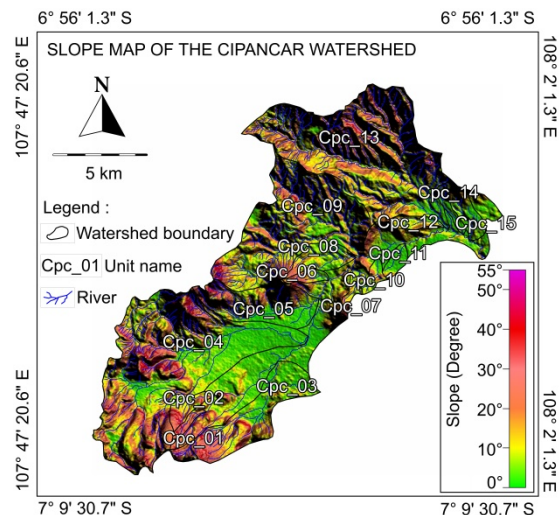 6° 56' 1.3" S
6° 56' 1.3" S
107° 47' 20.6" E
108° 2' 1.3" E
SLOPE MAP OF THE CIPANCAR WATERSHED
N
5 km
Legend :
Watershed boundary
Cpc_01 Unit name
River
Cpc_13
Cpc_14
Cpc_09
Cpc_12
Cpc_15
Cpc_08
Cpc_11
Cpc_06
Cpc_10
Cpc_05
Cpc_07
Cpc_04
Cpc_03
Cpc_02
Cpc_01
Slope (Degree)
55°
50°
40°
30°
20°
10°
0°
107° 47' 20.6" E
108° 2' 1.3" E
7° 9' 30.7" S
7° 9' 30.7" S